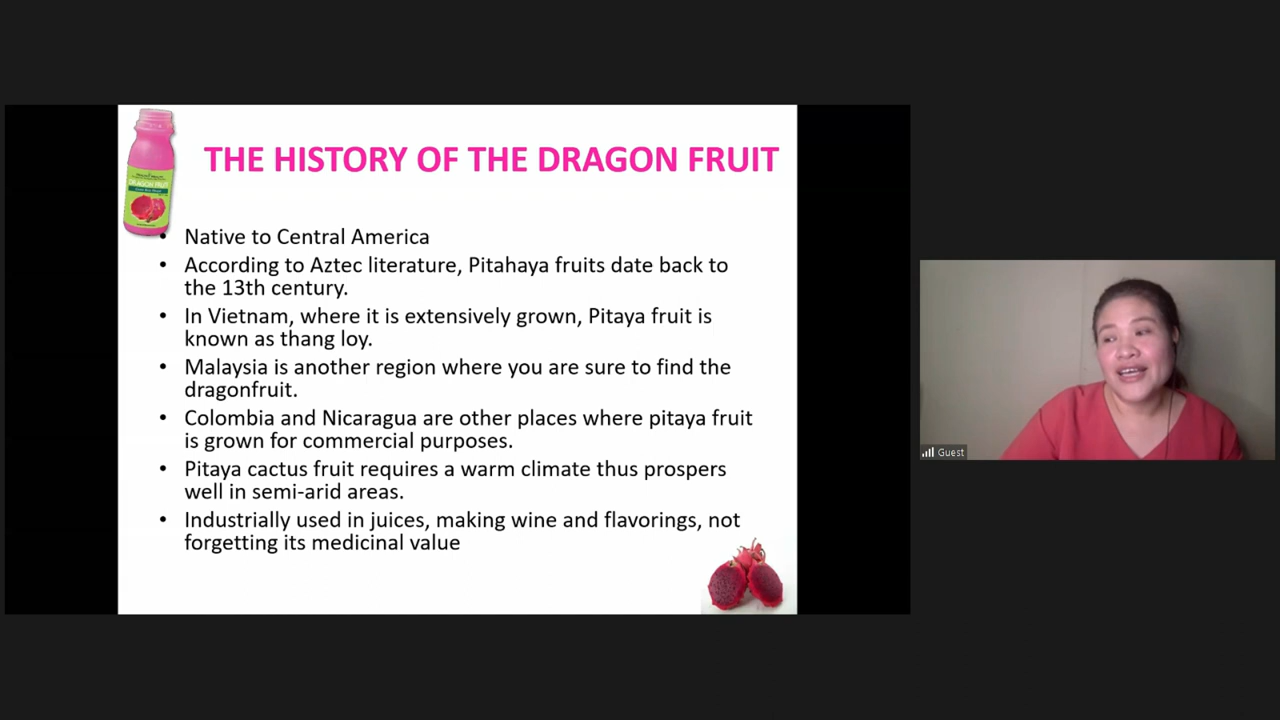 THE HISTORY OF THE DRAGON FRUIT
DRAGON FRUIT
• Native to Central America
• According to Aztec literature, Pitahaya fruits date back to
the 13th century.
• In Vietnam, where it is extensively grown, Pitaya fruit is
known as thang loy.
• Malaysia is another region where you are sure to find the
dragonfruit.
• Colombia and Nicaragua are other places where pitaya fruit
is grown for commercial purposes.
• Pitaya cactus fruit requires a warm climate thus prospers
well in semi-arid areas.
• Industrially used in juices, making wine and flavorings, not
forgetting its medicinal value
Guest